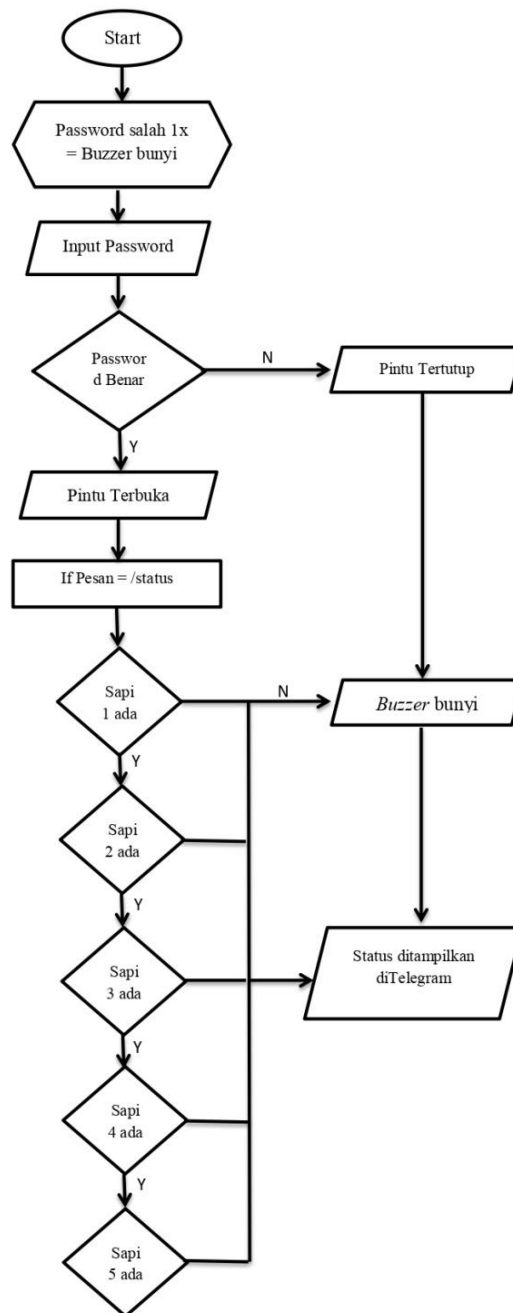 Start
Password salah 1x
= Buzzer bunyi
Input Password
Passwor
d Benar
N
Pintu Tertutup
Y
Pintu Terbuka
If Pesan = /status
Sapi
1 ada
N
Buzzer bunyi
Y
Sapi
2 ada
Y
Sapi
3 ada
Status ditampilkan
diTelegram
Y
Sapi
4 ada
Y
Sapi
5 ada